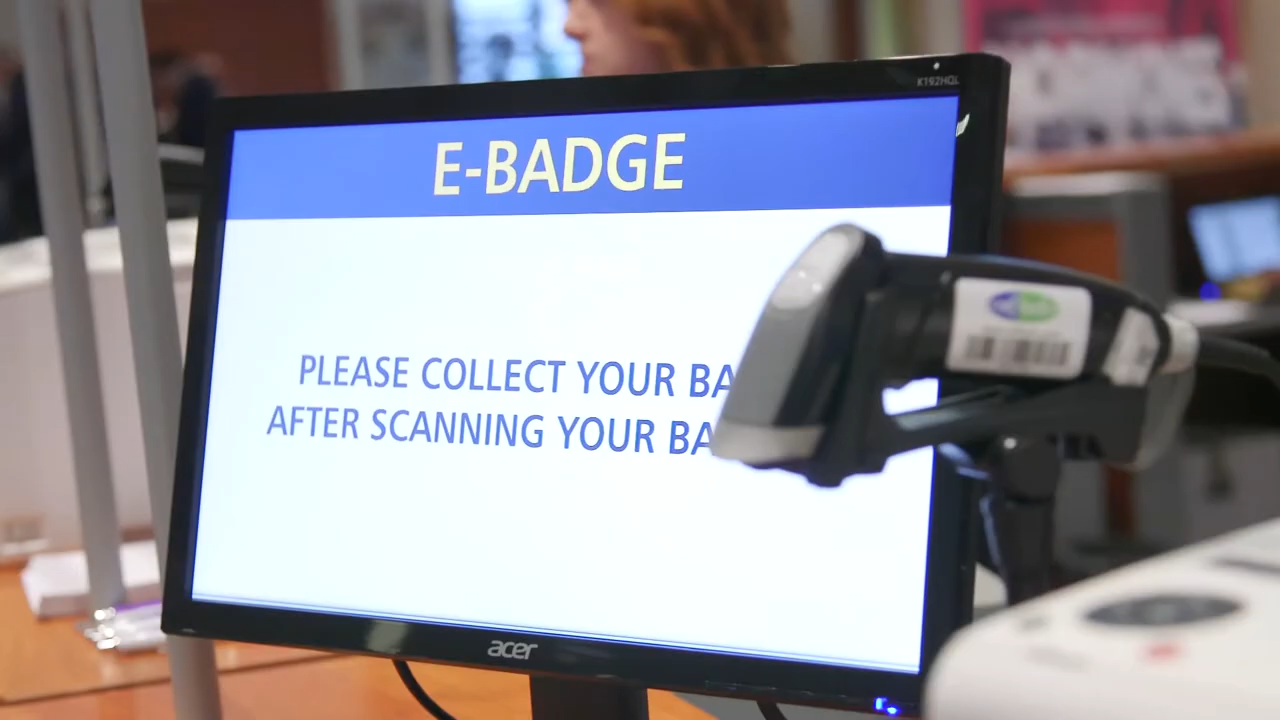 K192HQL
E-BADGE
PLEASE COLLECT YOUR BA
AFTER SCANNING YOUR BA
acer